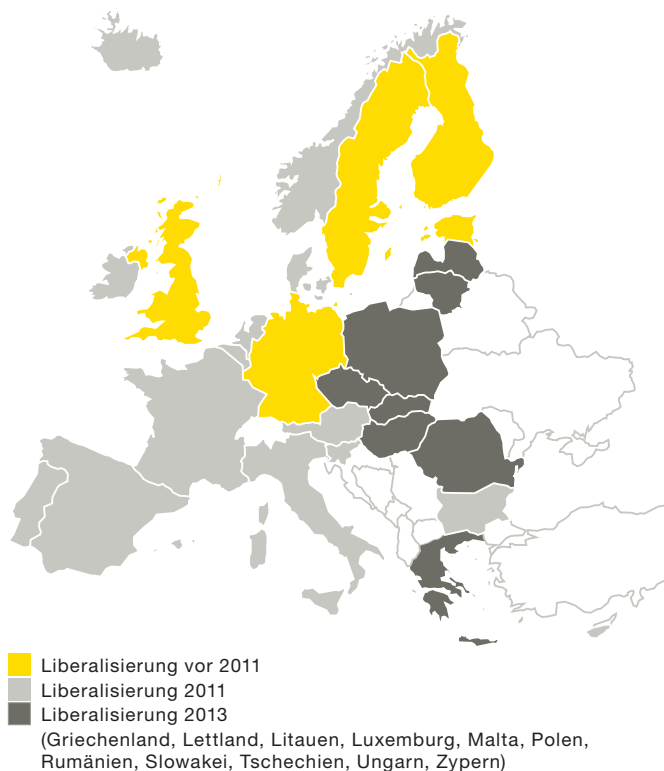 Liberalisierung vor 2011
Liberalisierung 2011
Liberalisierung 2013
(Griechenland, Lettland, Litauen, Luxemburg, Malta, Polen,
Rumänien, Slowakei, Tschechien, Ungarn, Zypern)